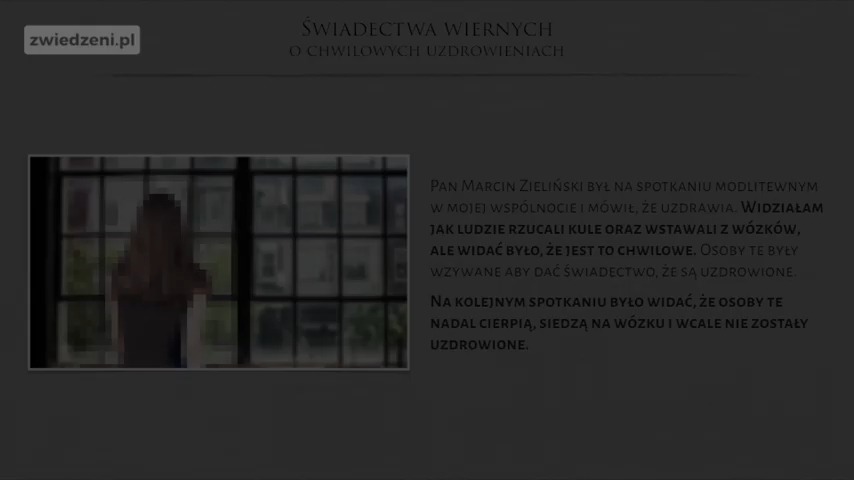 zwiedzeni.pl
Świadectwa wiernych
o chwilowych uzdrowieniach
Pan Marcin Zieliński był na spotkaniu modlitewnym
w mojej wspólnocie i mówił, że uzdrawia. Widziałam
jak ludzie rzucali kule oraz wstawali z wózków,
ale widać było, że jest to chwilowe. Osoby te były
wzywane aby dać świadectwo, że są uzdrowione.
Na kolejnym spotkaniu było widać, że osoby te
nadal cierpią, siedzą na wózku i wcale nie zostały
uzdrowione.